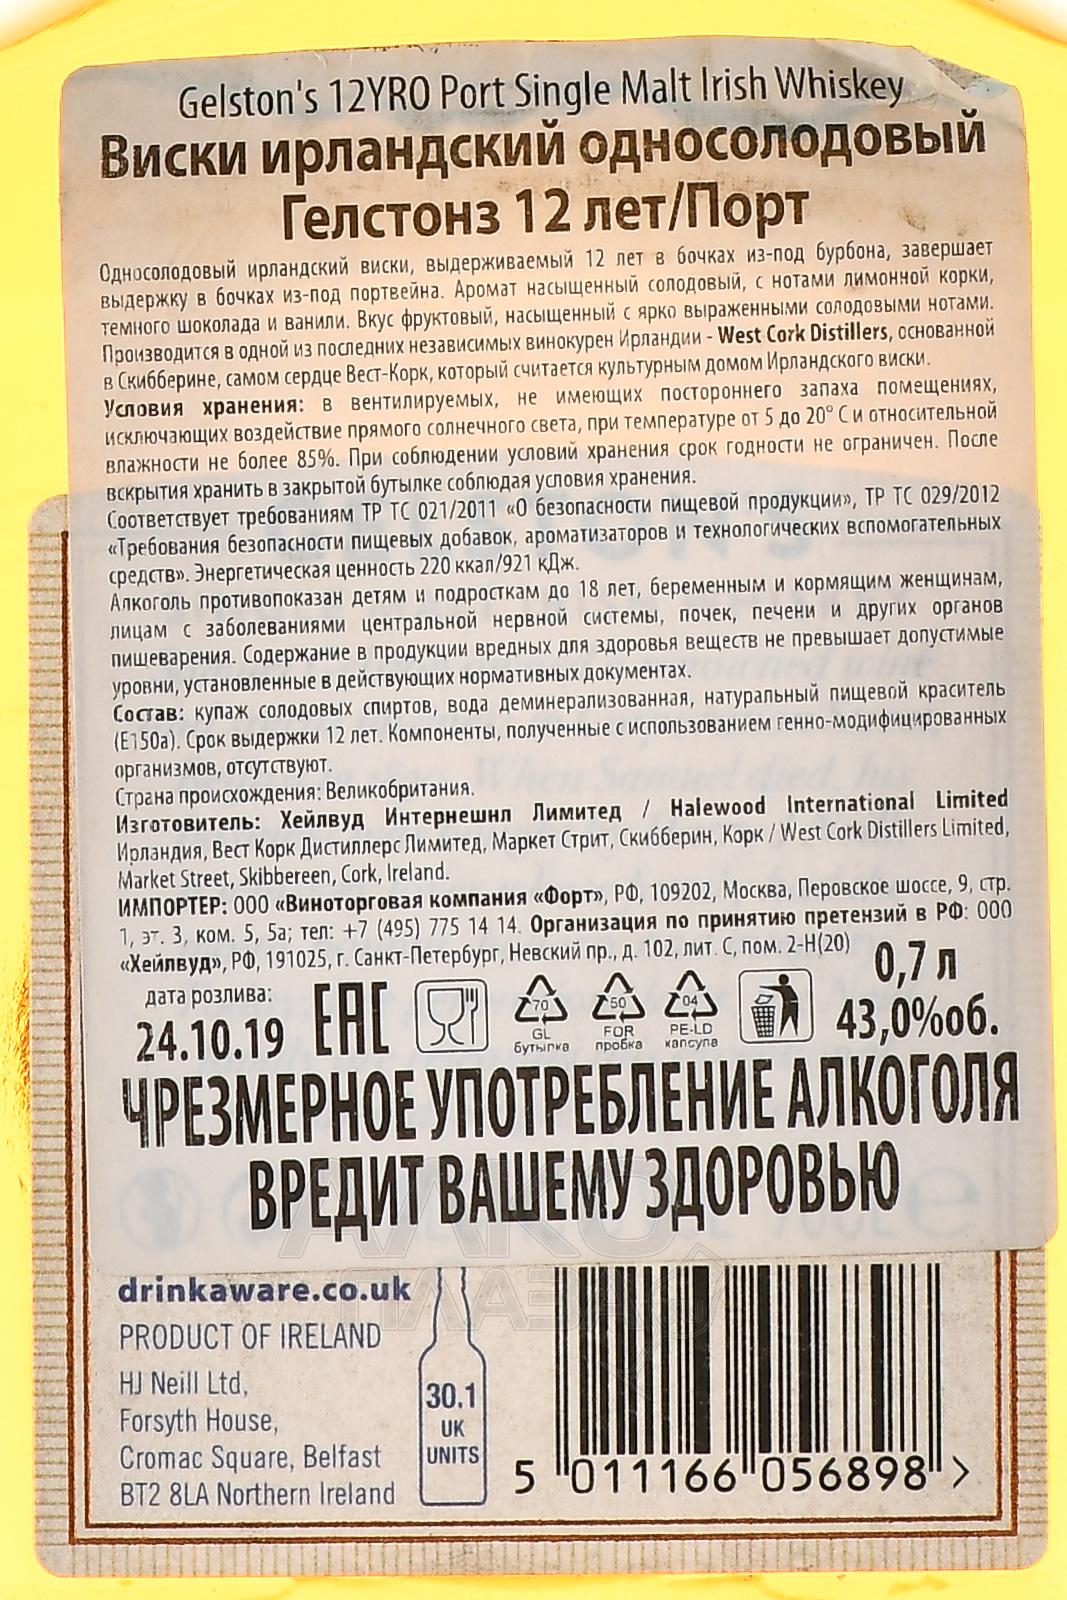 Gelston's 12YRO Port Single Malt Irish Whiskey
Виски ирландский односолодовый
Гелстонз 12 лет/Порт
Односолодовый ирландский виски, выдерживаемый 12 лет в бочках из-под бурбона, завершает
выдержку в бочках из-под портвейна. Аромат насыщенный солодовый, с нотами лимонной корки,
темного шоколада и ванили. Вкус фруктовый, насыщенный с ярко выраженными солодовыми нотами.
Производится в одной из последних независимых винокурен Ирландии - West Cork Distillers, основанной
в Скибберине, самом сердце Вест-Корк, который считается культурным домом Ирландского виски.
Условия хранения: в вентилируемых, не имеющих постороннего запаха помещениях,
исключающих воздействие прямого солнечного света, при температуре от 5 до 20° С и относительной
влажности не более 85%. При соблюдении условий хранения срок годности не ограничен. После
вскрытия хранить в закрытой бутылке соблюдая условия хранения.
Соответствует требованиям ТР ТС 021/2011 «О безопасности пищевой продукции», ТР ТС 029/2012
«Требования безопасности пищевых добавок, ароматизаторов и технологических вспомогательных
средств». Энергетическая ценность 220 ккал/921 кДж.
Алкоголь противопоказан детям и подросткам до 18 лет, беременным и кормящим женщинам,
лицам с заболеваниями центральной нервной системы, почек, печени и других органов
пищеварения. Содержание в продукции вредных для здоровья веществ не превышает допустимые
уровни, установленные в действующих нормативных документах.
Состав: купаж солодовых спиртов, вода деминерализованная, натуральный пищевой краситель
(Е150а). Срок выдержки 12 лет. Компоненты, полученные с использованием генно-модифицированных
организмов, отсутствуют.
Страна происхождения: Великобритания.
Изготовитель: Хейлвуд Интернешнл Лимитед / Halewood International Limited
Ирландия, Вест Корк Дистиллерс Лимитед, Маркет Стрит, Скибберин, Корк / West Cork Distillers Limited,
Market Street, Skibbereen, Cork, Ireland.
ИМПОРТЕР: ООО «Виноторговая компания «Форт», РФ, 109202, Москва, Перовское шоссе, 9, стр.
1, эт. 3, ком. 5, 5а; тел: +7 (495) 775 14 14. Организация по принятию претензий в РФ: ООО
«Хейлвуд», РФ, 191025, г. Санкт-Петербург, Невский пр., д. 102, лит. С, пом. 2-Н(20)
0,7 л
дата розлива:
24.10.19
EAC
70
GL
бутылка
50
FOR
пробка
04
PE-LD
капсула
43,0%об.
ЧРЕЗМЕРНОЕ УПОТРЕБЛЕНИЕ АЛКОГОЛЯ
ВРЕДИТ ВАШЕМУ ЗДОРОВЬЮ
drinkaware.co.uk
PRODUCT OF IRELAND
HJ Neill Ltd,
Forsyth House,
Cromac Square, Belfast
BT2 8LA Northern Ireland
30.1
UK
UNITS
5 011166 056898 >